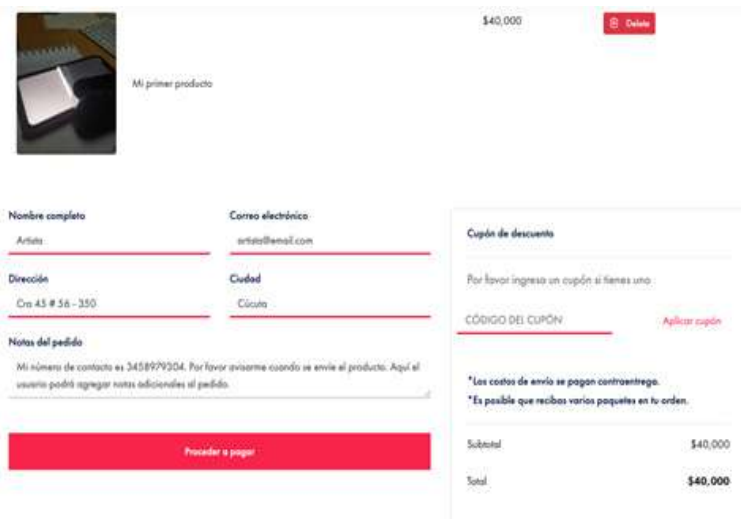 $40,000
Delete
Mi primer producto
Nombre completo
Correo electrónico
Artista
artista@email.com
Dirección
Ciudad
Cra 45 # 56 - 350
Cúcuta
Notas del pedido
Mi número de contacto es 3458979304. Por favor avisarme cuando se envie el producto. Aquí el
usuario podrá agregar notas adicionales al pedido.
Proceder a pagar
Cupón de descuento
Por favor ingresa un cupón si tienes uno
CÓDIGO DEL CUPÓN
Aplicar cupón
*Los costos de envío se pagan contraentrega.
*Es posible que recibas varios paquetes en tu orden.
Subtotal
$40,000
Total
$40,000